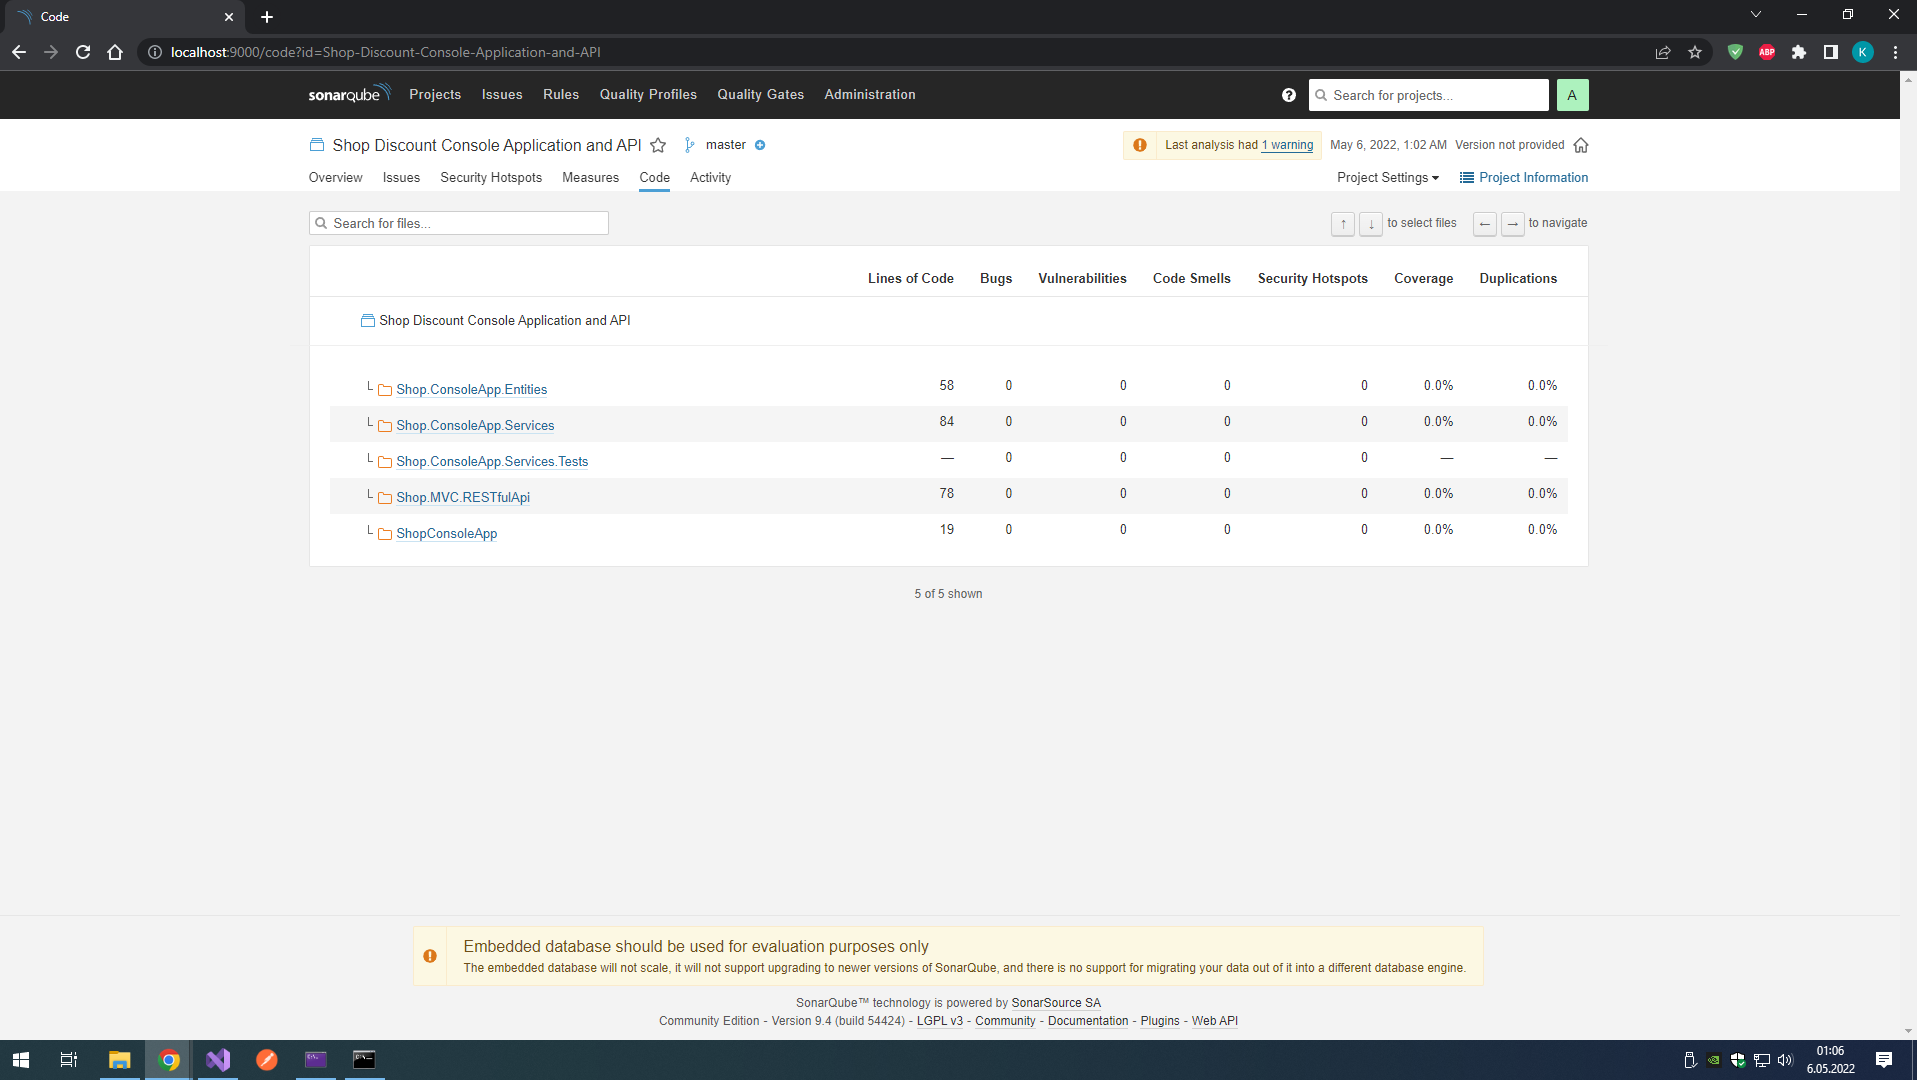 Code
localhost:9000/code?id=Shop-Discount-Console-Application-and-API
ABP
K
sonarqube Projects Issues Rules Quality Profiles Quality Gates Administration
Search for projects...
A
Shop Discount Console Application and API master
Last analysis had 1 warning May 6, 2022, 1:02 AM Version not provided
Overview Issues Security Hotspots Measures Code Activity
Project Settings Project Information
Search for files...
↑ ↓ to select files ← → to navigate
Lines of Code Bugs Vulnerabilities Code Smells Security Hotspots Coverage Duplications
Shop Discount Console Application and API
Shop.ConsoleApp.Entities 58 0 0 0 0 0.0% 0.0%
Shop.ConsoleApp.Services 84 0 0 0 0 0.0% 0.0%
Shop.ConsoleApp.Services.Tests — 0 0 0 0 — —
Shop.MVC.RESTfulApi 78 0 0 0 0 0.0% 0.0%
ShopConsoleApp 19 0 0 0 0 0.0% 0.0%
5 of 5 shown
Embedded database should be used for evaluation purposes only
The embedded database will not scale, it will not support upgrading to newer versions of SonarQube, and there is no support for migrating your data out of it into a different database engine.
SonarQube™ technology is powered by SonarSource SA
Community Edition - Version 9.4 (build 54424) - LGPL v3 - Community - Documentation - Plugins - Web API
01:06
6.05.2022